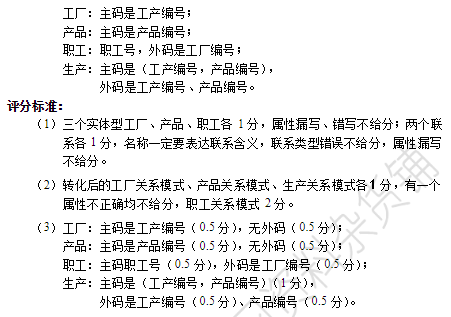 工厂：主码是工产编号；
产品：主码是产品编号；
职工：职工号，外码是工厂编号；
生产：主码是（工产编号，产品编号），
外码是工产编号、产品编号。
评分标准：
（1）三个实体型工厂、产品、职工各 1 分，属性漏写、错写不给分；两个联
系各 1 分，名称一定要表达联系含义，联系类型错误不给分，属性漏写
不给分。
（2）转化后的工厂关系模式、产品关系模式、生产关系模式各 1 分，有一个
属性不正确均不给分，职工关系模式 2 分。
（3）工厂：主码是工产编号（0.5 分），无外码（0.5 分）；
产品：主码是产品编号（0.5 分），无外码（0.5 分）；
职工：主码职工号（0.5 分），外码是工厂编号（0.5 分）；
生产：主码是（工产编号，产品编号）（1 分），
外码是工产编号（0.5 分）、产品编号（0.5 分）。
资料杂货铺